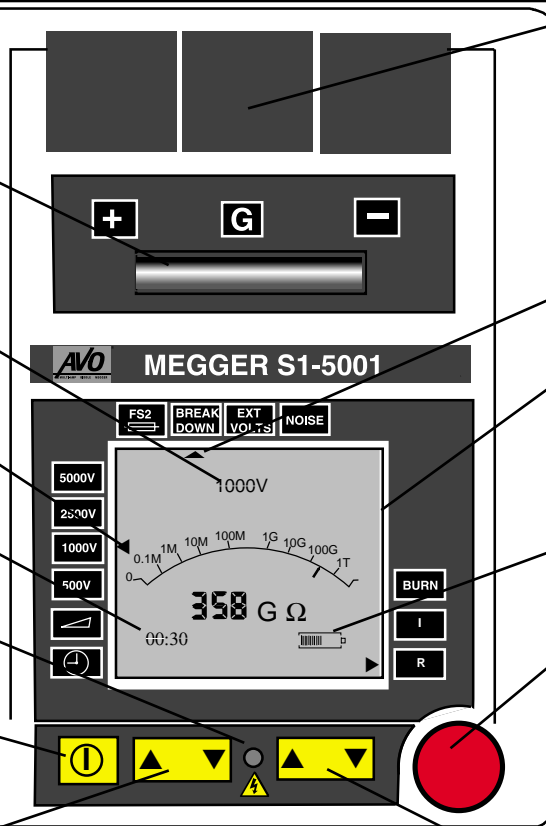 + G −
AVO
MEGGER S1-5001
FS2
BREAK DOWN
EXT VOLTS
NOISE
5000V
2500V
1000V
500V
1000V
0 0.1M 1M 10M 100M 1G 10G 100G 1T
358 G Ω
00:30
BURN
I
R